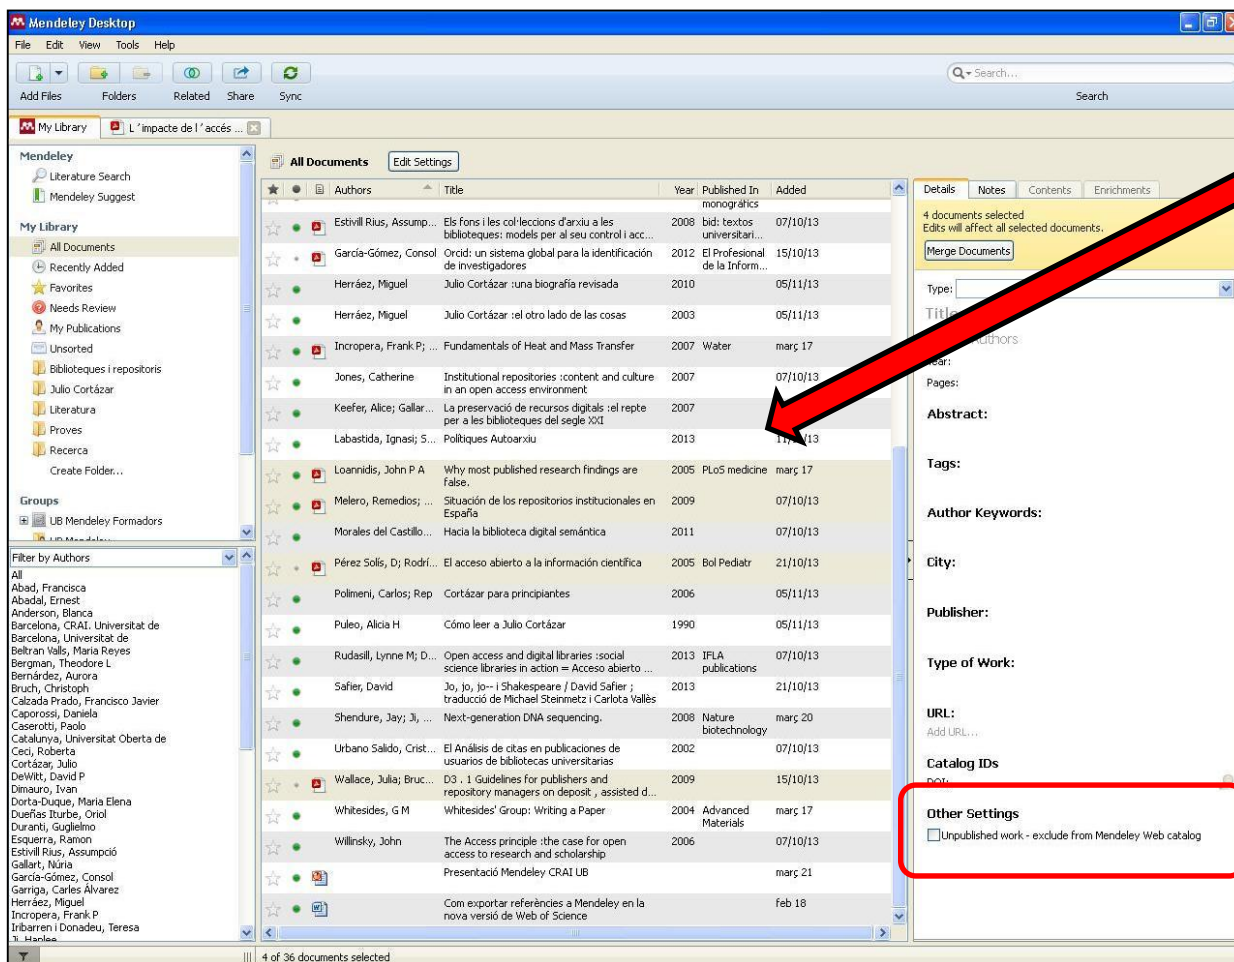 Mendeley Desktop
File Edit View Tools Help
Add Files Folders Related Share Sync
Search...
Search
My Library L 'impacte de l 'accés ...
Mendeley
Literature Search
Mendeley Suggest
My Library
All Documents
Recently Added
Favorites
Needs Review
My Publications
Unsorted
Biblioteques i repositoris
Julio Cortázar
Literatura
Proves
Recerca
Create Folder...
Groups
UB Mendeley Formadors
UB Mendeley
Filter by Authors
All
Abad, Francisca
Abadal, Ernest
Anderson, Blanca
Barcelona, CRAI. Universitat de
Barcelona, Universitat de
Beltran Valls, Maria Reyes
Bergman, Theodore L
Bernárdez, Aurora
Bruch, Christoph
Calzada Prado, Francisco Javier
Caporossi, Daniela
Caserotti, Paolo
Catalunya, Universitat Oberta de
Ceci, Roberta
Cortázar, Julio
DeWitt, David P
Dimauro, Ivan
Dorta-Duque, Maria Elena
Dueñas Iturbe, Oriol
Duranti, Guglielmo
Esquerra, Ramon
Estivill Rius, Assumpció
Gallart, Núria
García-Gómez, Consol
Garriga, Carles Álvarez
Herráez, Miguel
Incropera, Frank P
Iribarren i Donadeu, Teresa
Ji, Hanlee
All Documents Edit Settings
Authors Title Year Published In Added
monogràfics
Estivill Rius, Assump... Els fons i les col·leccions d'arxiu a les 2008 bid: textos 07/10/13
biblioteques: models per al seu control i acc... universitari...
García-Gómez, Consol Orcid: un sistema global para la identificación 2012 El Profesional 15/10/13
de investigadores de la Inform...
Herráez, Miguel Julio Cortázar :una biografía revisada 2010 05/11/13
Herráez, Miguel Julio Cortázar :el otro lado de las cosas 2003 05/11/13
Incropera, Frank P; ... Fundamentals of Heat and Mass Transfer 2007 Water març 17
Jones, Catherine Institutional repositories :content and culture 2007 07/10/13
in an open access environment
Keefer, Alice; Gallar... La preservació de recursos digitals :el repte 2007
per a les biblioteques del segle XXI
Labastida, Ignasi; S... Polítiques Autoarxiu 2013
Loannidis, John P A Why most published research findings are 2005 PLoS medicine març 17
false.
Melero, Remedios; ... Situación de los repositorios institucionales en 2009 07/10/13
España
Morales del Castillo... Hacia la biblioteca digital semántica 2011 07/10/13
Pérez Solís, D; Rodrí... El acceso abierto a la información científica 2005 Bol Pediatr 21/10/13
Polimeni, Carlos; Rep Cortázar para principiantes 2006 05/11/13
Puleo, Alicia H Cómo leer a Julio Cortázar 1990 05/11/13
Rudasill, Lynne M; D... Open access and digital libraries :social 2013 IFLA 07/10/13
science libraries in action = Acceso abierto ... publications
Safier, David Jo, jo, jo-- i Shakespeare / David Safier ; 2013 21/10/13
traducció de Michael Steinmetz i Carlota Vallès
Shendure, Jay; Ji, ... Next-generation DNA sequencing. 2008 Nature març 20
biotechnology
Urbano Salido, Crist... El Análisis de citas en publicaciones de 2002 07/10/13
usuarios de bibliotecas universitarias
Wallace, Julia; Bruc... D3 . 1 Guidelines for publishers and 2009 15/10/13
repository managers on deposit , assisted d...
Whitesides, G M Whitesides' Group: Writing a Paper 2004 Advanced març 17
Materials
Willinsky, John The Access principle :the case for open 2006 07/10/13
access to research and scholarship
Presentació Mendeley CRAI UB març 21
Com exportar referències a Mendeley en la feb 18
nova versió de Web of Science
4 of 36 documents selected
Details Notes Contents Enrichments
4 documents selected
Edits will affect all selected documents.
Merge Documents
Type:
Title
Authors
Year:
Pages:
Abstract:
Tags:
Author Keywords:
City:
Publisher:
Type of Work:
URL:
Add URL...
Catalog IDs
DOI:
Other Settings
Unpublished work - exclude from Mendeley Web catalog